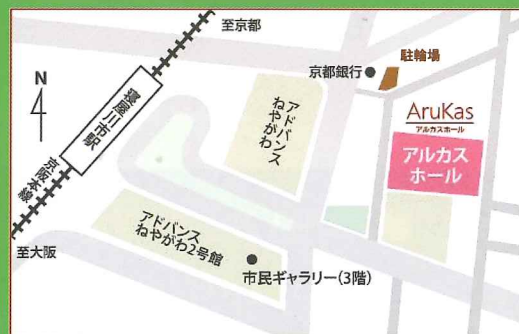 至京都
駐輪場
京都銀行
N
寝屋川市駅
アドバンス
ねやがわ
AruKas
アルカスホール
アルカス
ホール
京阪本線
アドバンス
ねやがわ2号館
至大阪
市民ギャラリー(3階)